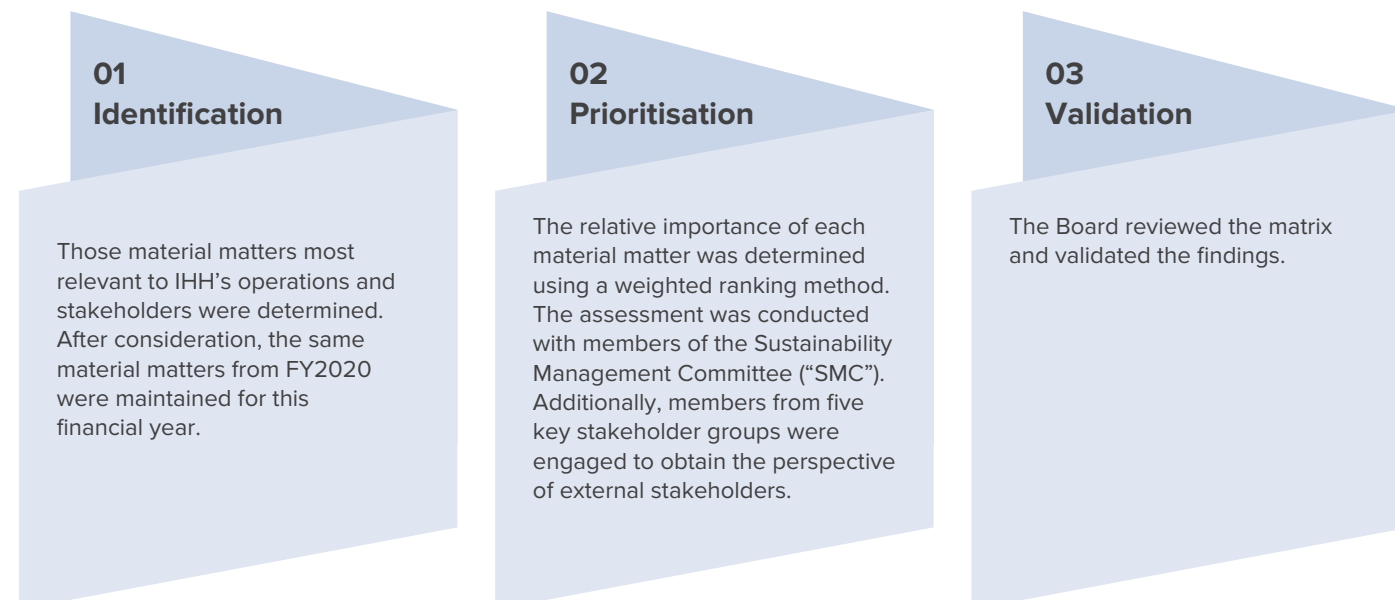 01
Identification
Those material matters most
relevant to IHH’s operations and
stakeholders were determined.
After consideration, the same
material matters from FY2020
were maintained for this
financial year.
02
Prioritisation
The relative importance of each
material matter was determined
using a weighted ranking method.
The assessment was conducted
with members of the Sustainability
Management Committee (“SMC”).
Additionally, members from five
key stakeholder groups were
engaged to obtain the perspective
of external stakeholders.
03
Validation
The Board reviewed the matrix
and validated the findings.